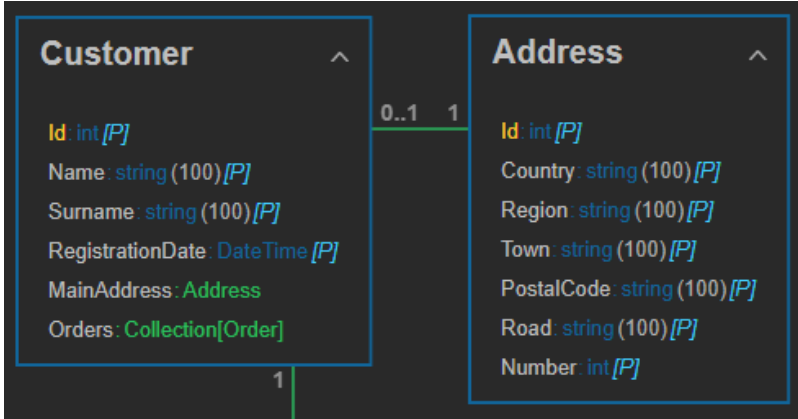 Customer
Id: int [P]
Name: string (100) [P]
Surname: string (100) [P]
RegistrationDate: DateTime [P]
MainAddress: Address
Orders: Collection[Order]
1
0..1 1
Address
Id: int [P]
Country: string (100) [P]
Region: string (100) [P]
Town: string (100) [P]
PostalCode: string (100) [P]
Road: string (100) [P]
Number: int [P]